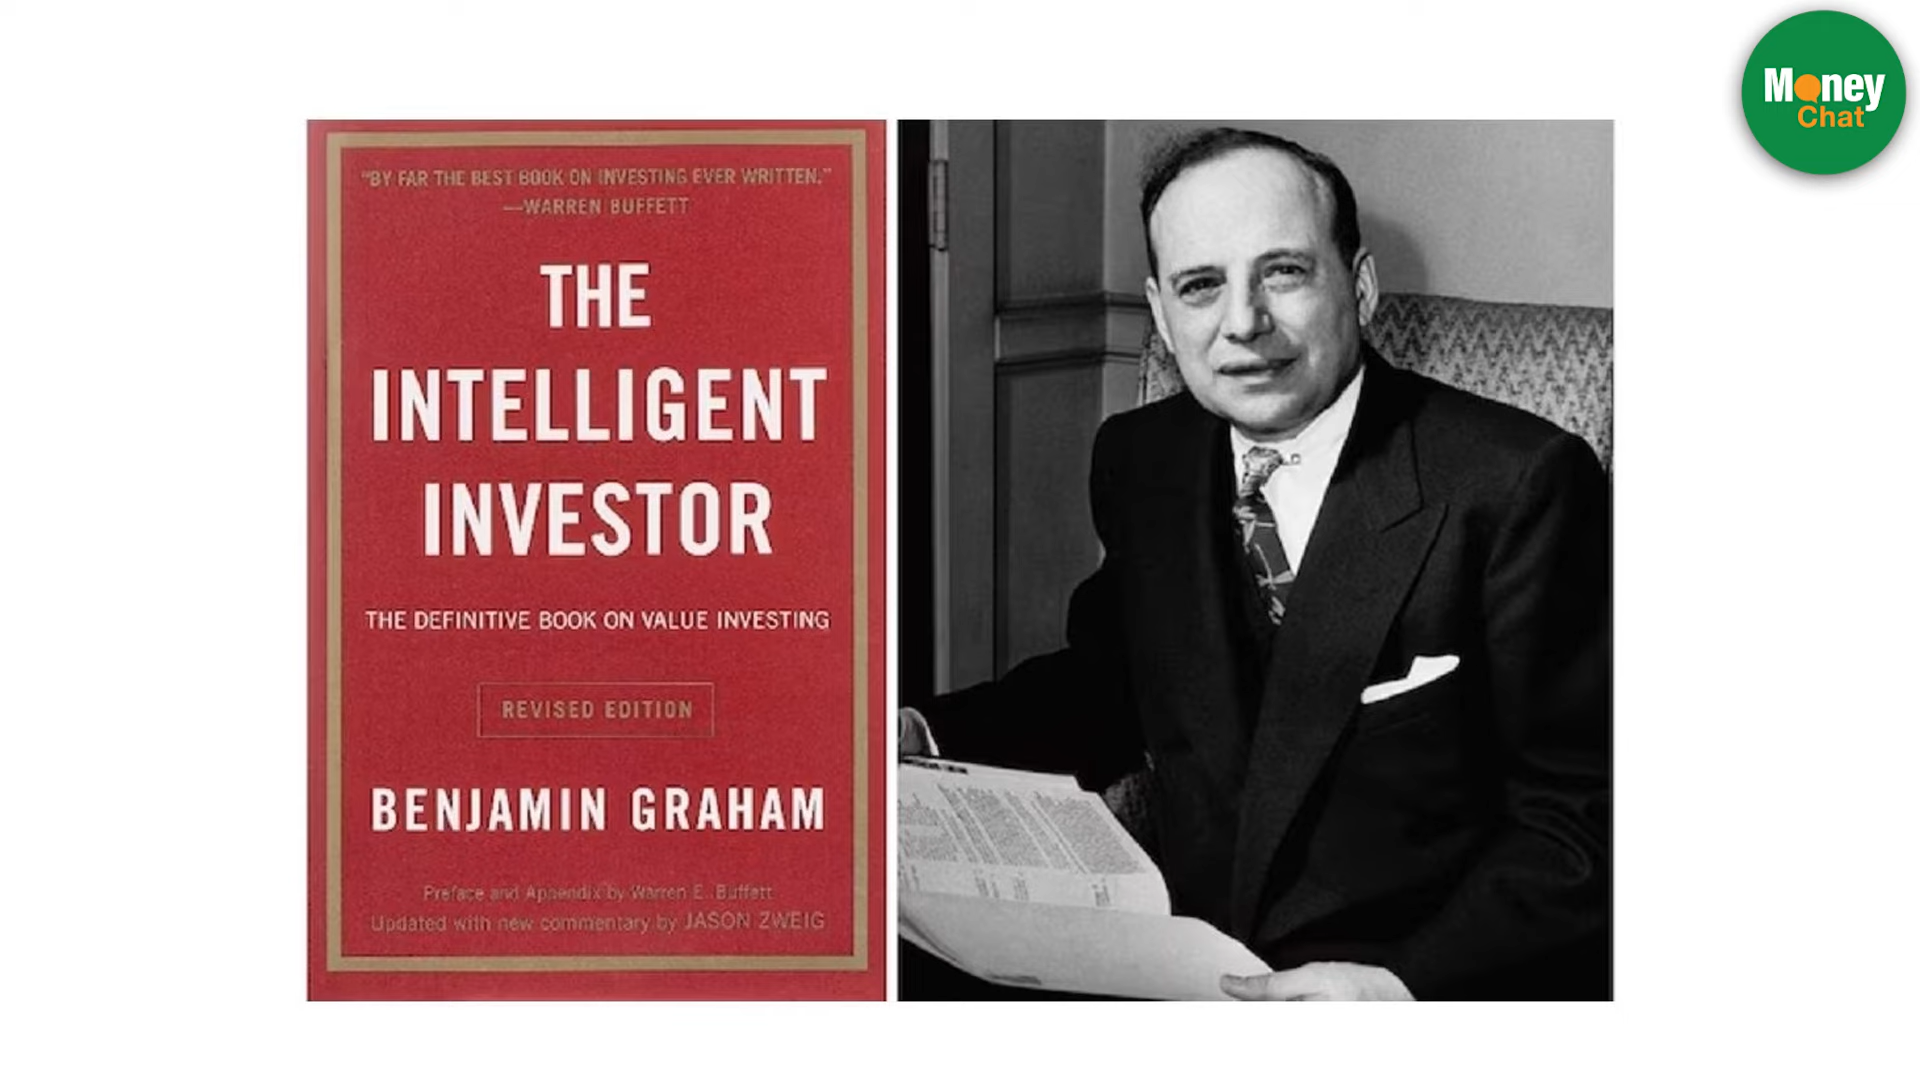 "BY FAR THE BEST BOOK ON INVESTING EVER WRITTEN."
—WARREN BUFFETT
THE
INTELLIGENT
INVESTOR
THE DEFINITIVE BOOK ON VALUE INVESTING
REVISED EDITION
BENJAMIN GRAHAM
Preface and Appendix by Warren E. Buffett
Updated with new commentary by JASON ZWEIG
Money
Chat